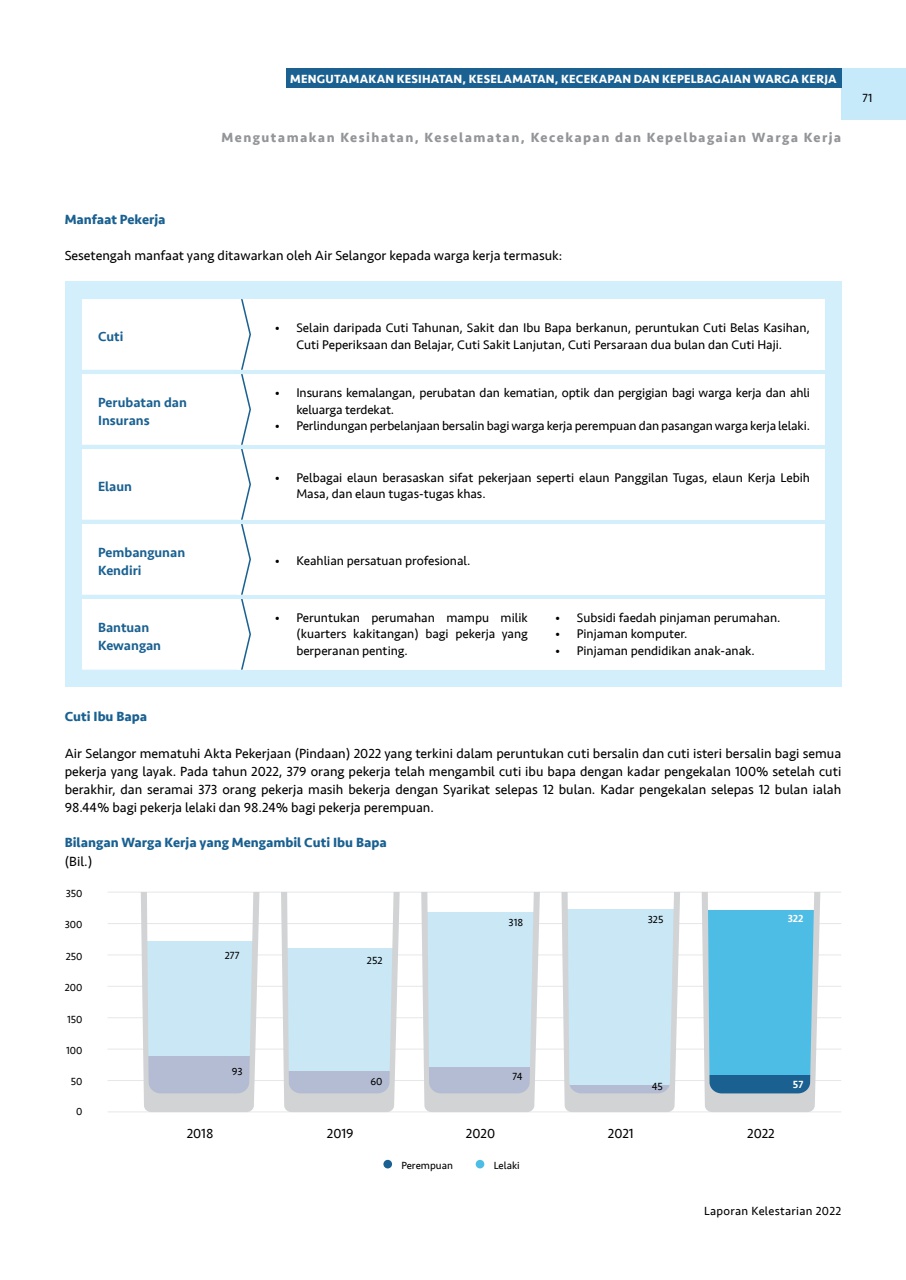 MENGUTAMAKAN KESIHATAN, KESELAMATAN, KECEKAPAN DAN KEPELBAGAIAN WARGA KERJA
71
Mengutamakan Kesihatan, Keselamatan, Kecekapan dan Kepelbagaian Warga Kerja
Manfaat Pekerja
Sesetengah manfaat yang ditawarkan oleh Air Selangor kepada warga kerja termasuk:
Cuti
• Selain daripada Cuti Tahunan, Sakit dan Ibu Bapa berkanun, peruntukan Cuti Belas Kasihan,
Cuti Peperiksaan dan Belajar, Cuti Sakit Lanjutan, Cuti Persaraan dua bulan dan Cuti Haji.
Perubatan dan
Insurans
• Insurans kemalangan, perubatan dan kematian, optik dan pergigian bagi warga kerja dan ahli
keluarga terdekat.
• Perlindungan perbelanjaan bersalin bagi warga kerja perempuan dan pasangan warga kerja lelaki.
Elaun
• Pelbagai elaun berasaskan sifat pekerjaan seperti elaun Panggilan Tugas, elaun Kerja Lebih
Masa, dan elaun tugas-tugas khas.
Pembangunan
Kendiri
• Keahlian persatuan profesional.
Bantuan
Kewangan
• Peruntukan perumahan mampu milik
(kuarters kakitangan) bagi pekerja yang
berperanan penting.
• Subsidi faedah pinjaman perumahan.
• Pinjaman komputer.
• Pinjaman pendidikan anak-anak.
Cuti Ibu Bapa
Air Selangor mematuhi Akta Pekerjaan (Pindaan) 2022 yang terkini dalam peruntukan cuti bersalin dan cuti isteri bersalin bagi semua
pekerja yang layak. Pada tahun 2022, 379 orang pekerja telah mengambil cuti ibu bapa dengan kadar pengekalan 100% setelah cuti
berakhir, dan seramai 373 orang pekerja masih bekerja dengan Syarikat selepas 12 bulan. Kadar pengekalan selepas 12 bulan ialah
98.44% bagi pekerja lelaki dan 98.24% bagi pekerja perempuan.
Bilangan Warga Kerja yang Mengambil Cuti Ibu Bapa
(Bil.)
350
300
250
200
150
100
50
0
277
93
252
60
318
74
325
45
322
57
2018
2019
2020
2021
2022
Perempuan
Lelaki
Laporan Kelestarian 2022